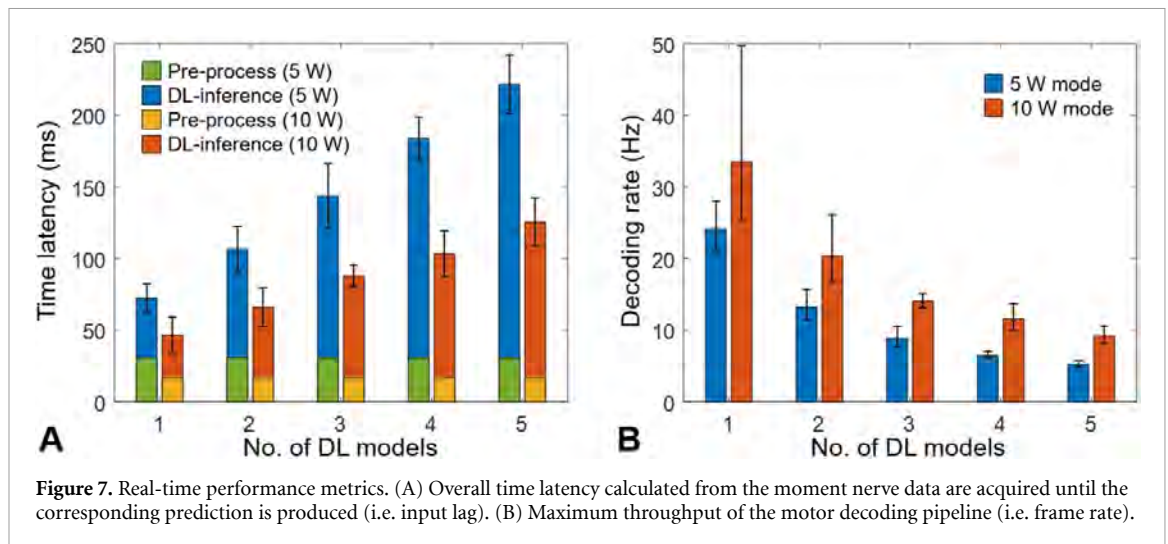 250
200
150
100
50
0
Time latency (ms)
Pre-process (5 W)
DL-inference (5 W)
Pre-process (10 W)
DL-inference (10 W)
1 2 3 4 5
No. of DL models
A
50
40
30
20
10
0
Decoding rate (Hz)
5 W mode
10 W mode
1 2 3 4 5
No. of DL models
B
Figure 7. Real-time performance metrics. (A) Overall time latency calculated from the moment nerve data are acquired until the
corresponding prediction is produced (i.e. input lag). (B) Maximum throughput of the motor decoding pipeline (i.e. frame rate).